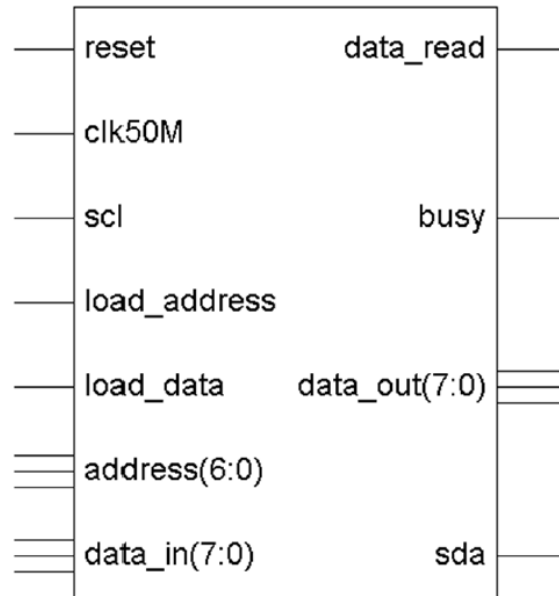 reset data_read
clk50M
scl busy
load_address
load_data data_out(7:0)
address(6:0)
data_in(7:0) sda